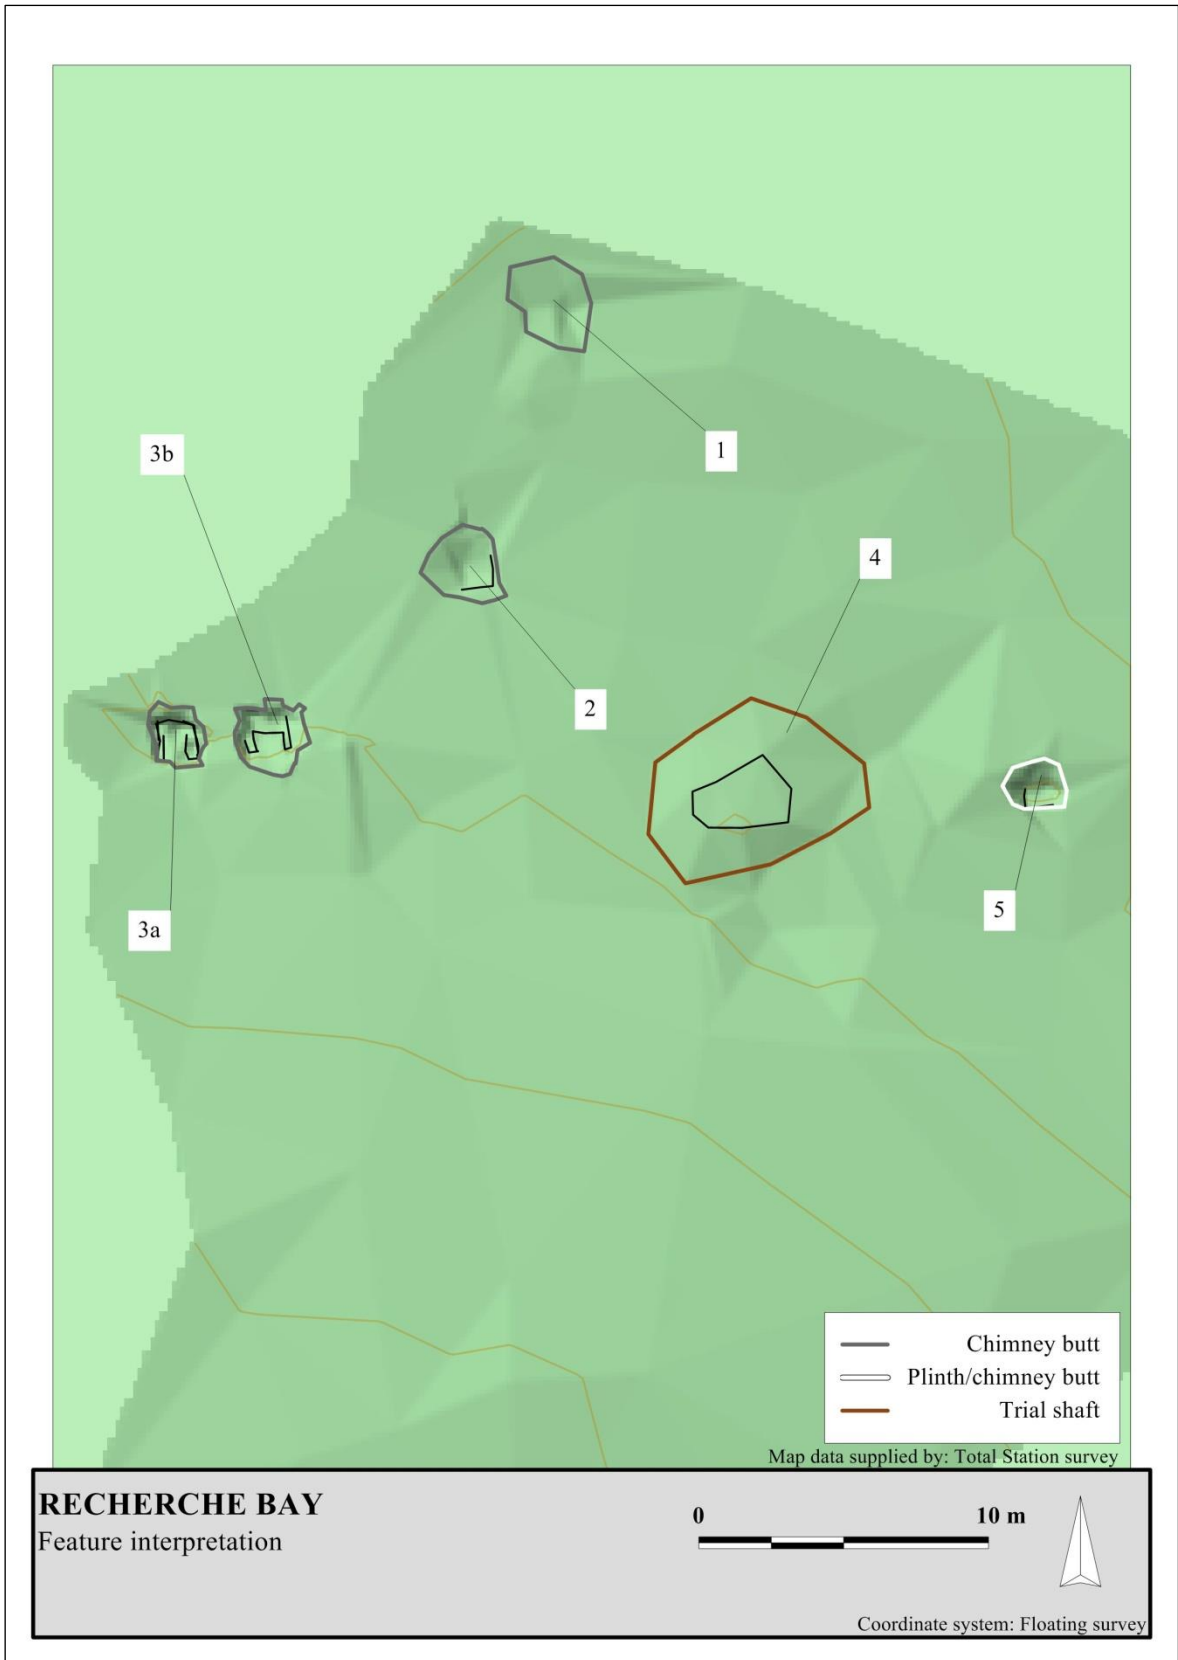 3b
1
4
2
3a
5
Chimney butt
Plinth/chimney butt
Trial shaft
Map data supplied by: Total Station survey
RECHERCHE BAY
Feature interpretation
0 10 m
Coordinate system: Floating survey